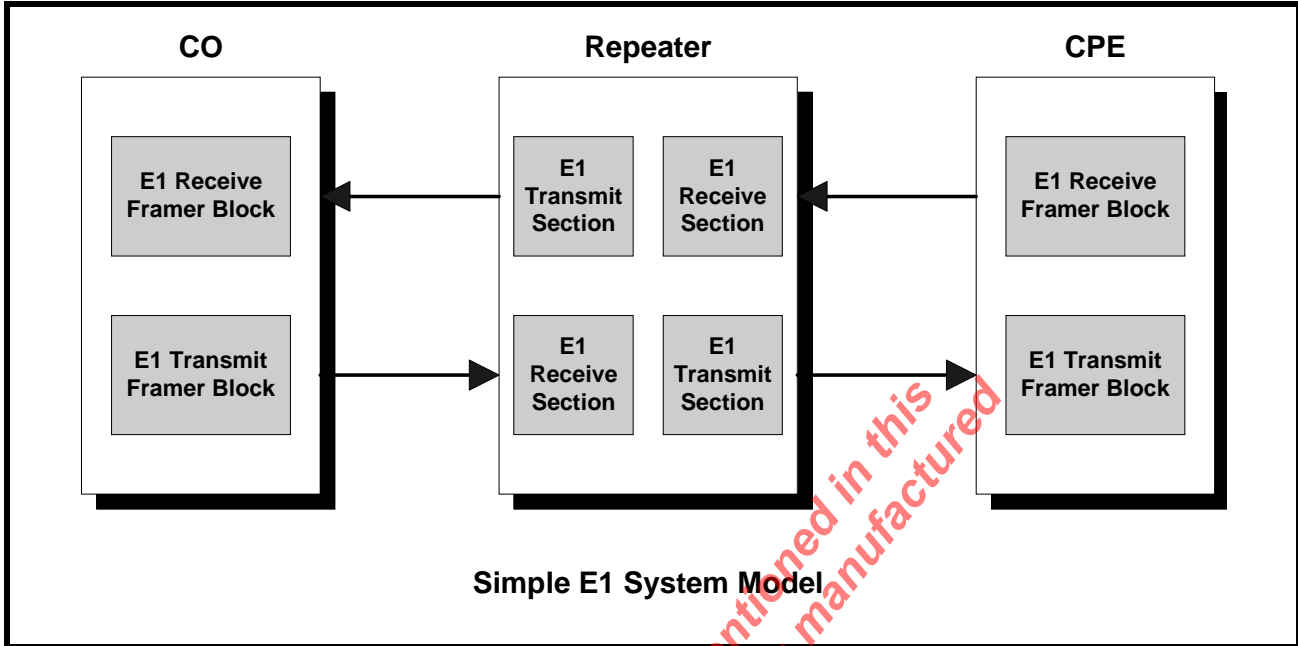 CO
Repeater
CPE
E1 Receive
Framer Block
E1
Transmit
Section
E1
Receive
Section
E1 Receive
Framer Block
E1 Transmit
Framer Block
E1
Receive
Section
E1
Transmit
Section
E1 Transmit
Framer Block
Simple E1 System Model
in this
manufactured